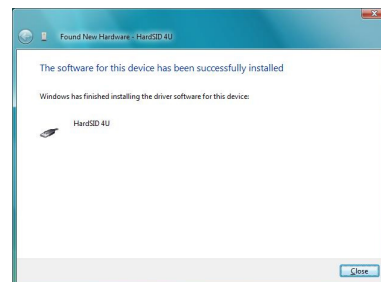 Found New Hardware - HardSID 4U
The software for this device has been successfully installed
Windows has finished installing the driver software for this device:
HardSID 4U
Close